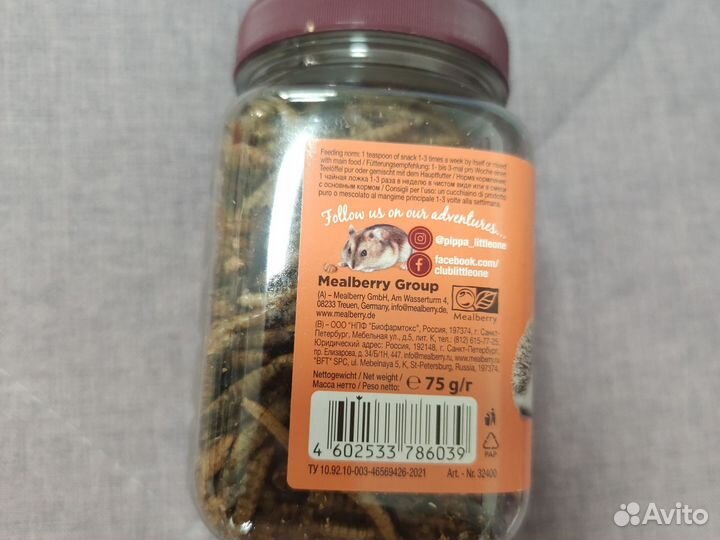 Feeding norm: 1 teaspoon of snack 1-3 times a week by itself or mixed
with main food / Fütterungsempfehlung: 1- bis 3-mal pro Woche einen
Teelöffel pur oder gemischt mit dem Hauptfutter / Норма кормления:
1 чайная ложка 1-3 раза в неделю в чистом виде или в смеси
с основным кормом / Consigli per l'uso: un cucchiaino di prodotto
puro o mescolato al mangime principale 1-3 volte alla settimana.
Follow us on our adventures...
@pippa_littleone
facebook.com/
clublittleone
Mealberry Group
(A) – Mealberry GmbH, Am Wasserturm 4,
08233 Treuen, Germany, info@mealberry.de,
www.mealberry.de
Mealberry
(B) – ООО "НПФ "Биофармтокс", Россия, 197374, г. Санкт-
Петербург, Мебельная ул., д.5, лит. К, тел. (812) 615-77-25.
Юридический адрес: Россия, 192148, г. Санкт-Петербург,
пр. Елизарова, д. 34/Б/1Н, 447. info@mealberry.ru, www.mealberry.ru
"BFT" SPC, ul. Mebelnaya 5, K, St-Petersburg, Russia, 197374.
Nettogewicht / Net weight /
Масса нетто / Peso netto: e 75 g/г
4 602533 786039
PAP
ТУ 10.92.10-003-46569426-2021 Art. - Nr. 32400
Avito